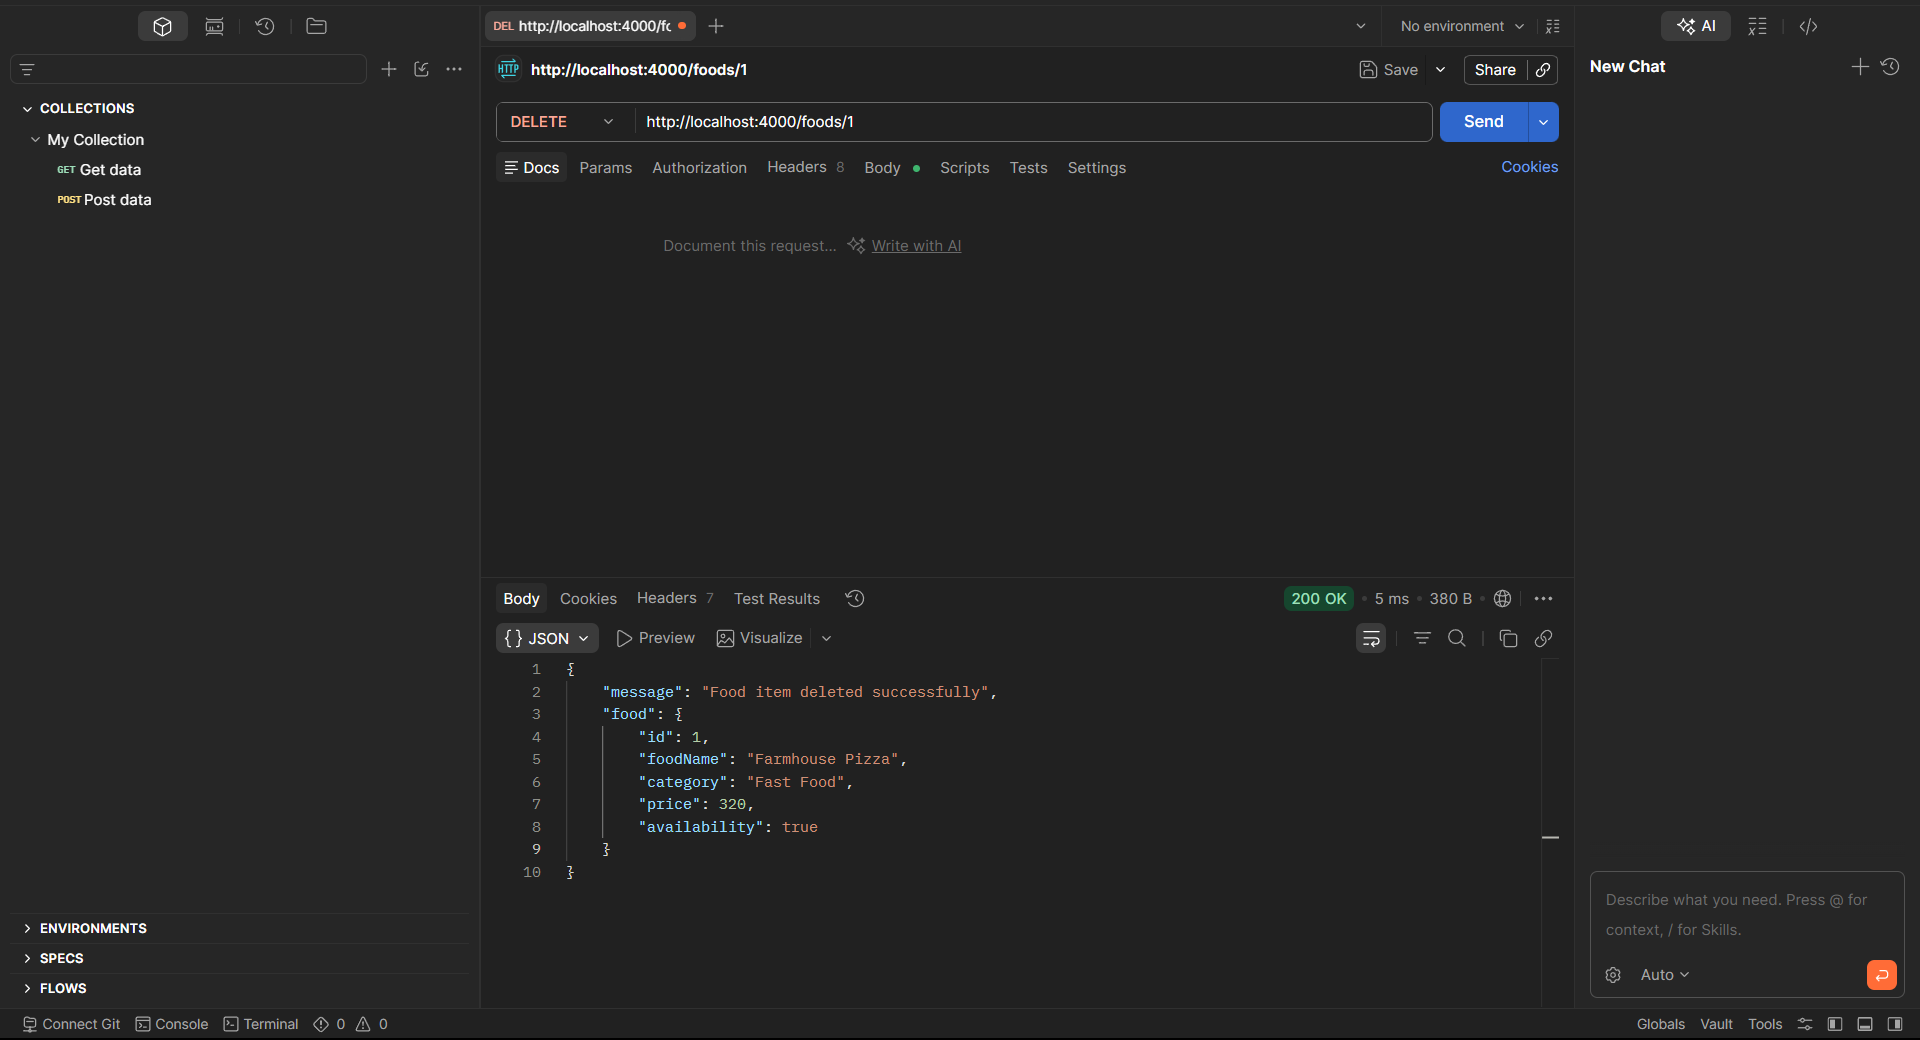 DEL http://localhost:4000/fo
No environment
AI
http://localhost:4000/foods/1
Save
Share
New Chat
COLLECTIONS
My Collection
GET Get data
POST Post data
DELETE
http://localhost:4000/foods/1
Send
Docs
Params
Authorization
Headers 8
Body
Scripts
Tests
Settings
Cookies
Document this request... Write with AI
Body
Cookies
Headers 7
Test Results
200 OK • 5 ms • 380 B
{} JSON
Preview
Visualize
1 {
2 "message": "Food item deleted successfully",
3 "food": {
4 "id": 1,
5 "foodName": "Farmhouse Pizza",
6 "category": "Fast Food",
7 "price": 320,
8 "availability": true
9 }
10 }
ENVIRONMENTS
SPECS
FLOWS
Describe what you need. Press @ for
context, / for Skills.
Auto
Connect Git
Console
Terminal
0
0
Globals
Vault
Tools